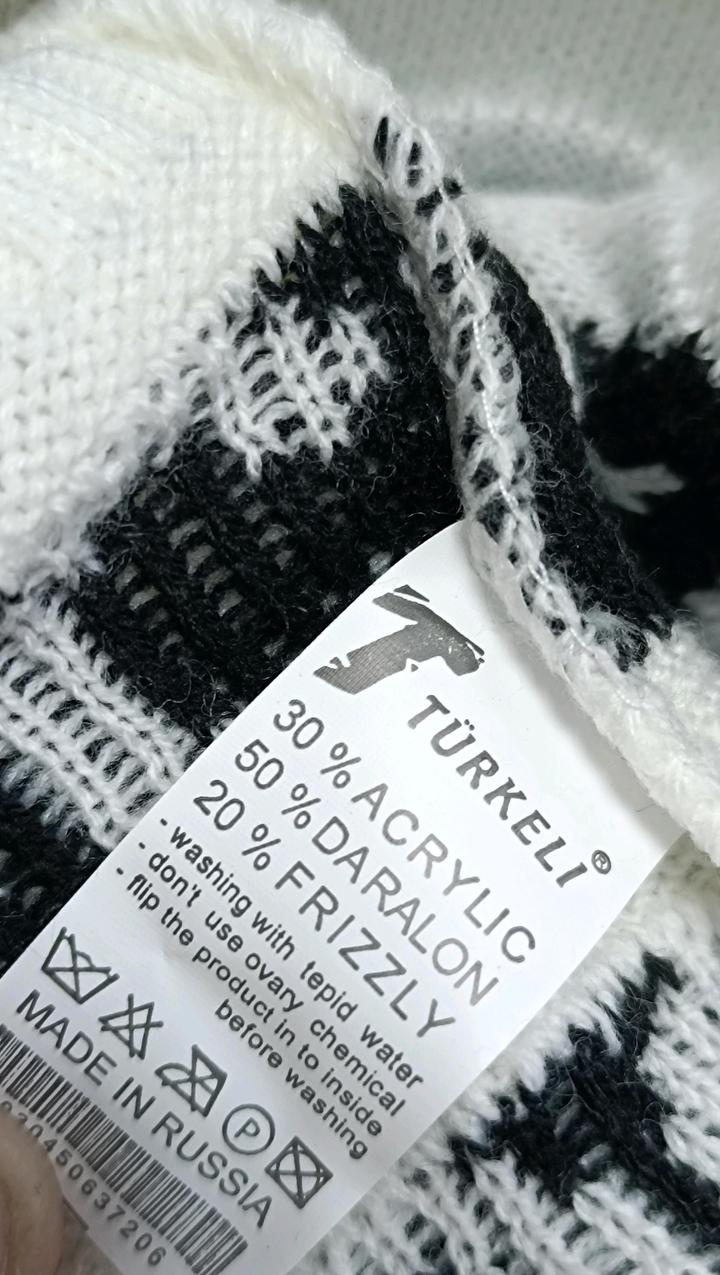 TÜRKELİ®
30 % ACRYLIC
50 % DARALON
20 % FRIZZLY
- washing with tepid water
- don't use ovary chemical
- flip the product in to inside
before washing
P
MADE IN RUSSIA